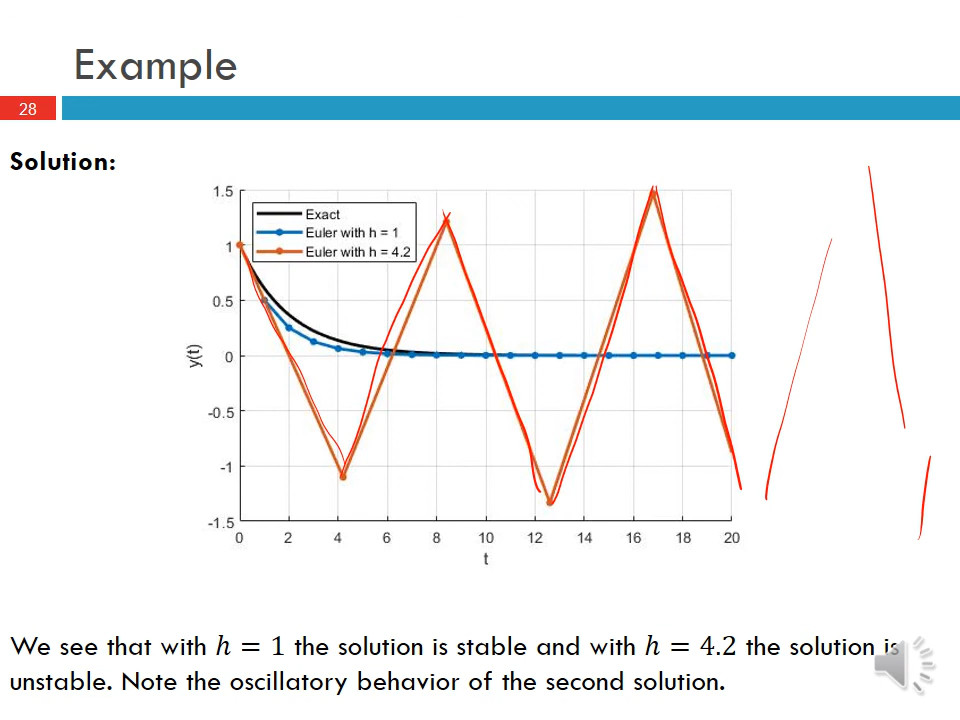 Example
28
Solution:
1.5
1
0.5
0
-0.5
-1
-1.5
y(t)
Exact
Euler with h = 1
Euler with h = 4.2
0 2 4 6 8 10 12 14 16 18 20
t
We see that with ℎ = 1 the solution is stable and with ℎ = 4.2 the solution is
unstable. Note the oscillatory behavior of the second solution.